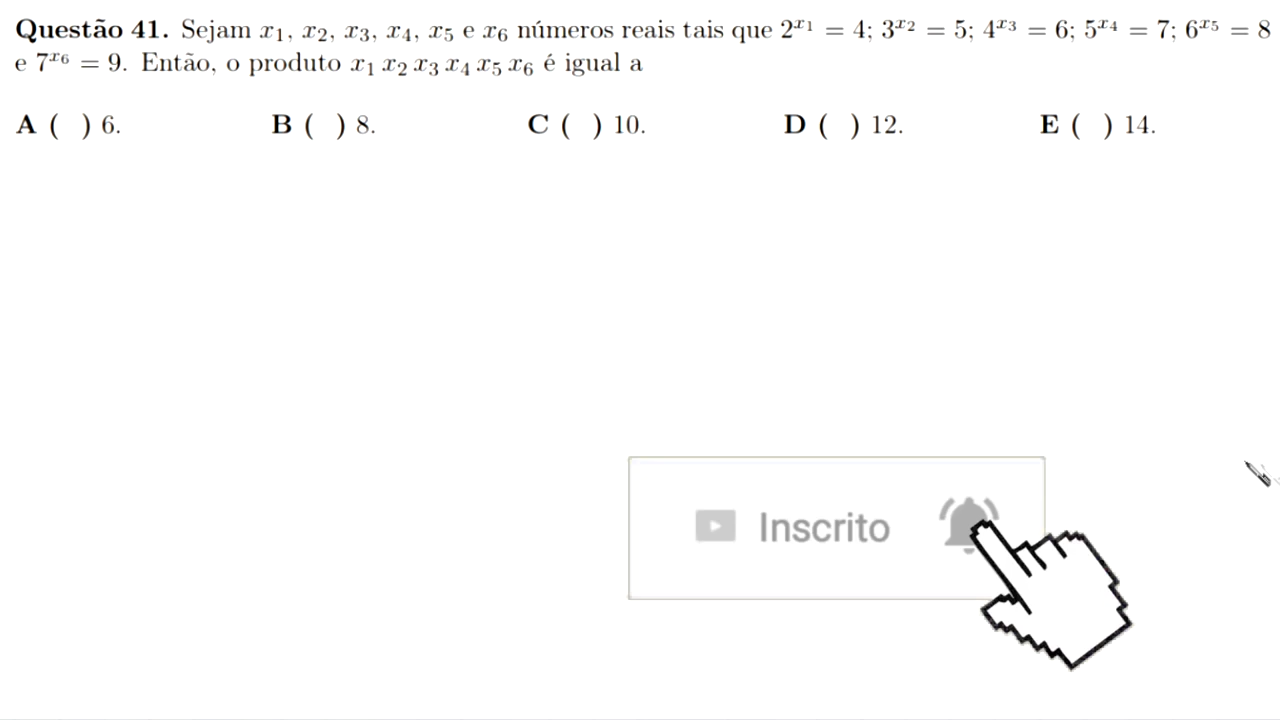 Questão 41. Sejam x₁, x₂, x₃, x₄, x₅ e x₆ números reais tais que 2^{x₁} = 4; 3^{x₂} = 5; 4^{x₃} = 6; 5^{x₄} = 7; 6^{x₅} = 8
e 7^{x₆} = 9. Então, o produto x₁ x₂ x₃ x₄ x₅ x₆ é igual a
A ( ) 6. B ( ) 8. C ( ) 10. D ( ) 12. E ( ) 14.
Inscrito